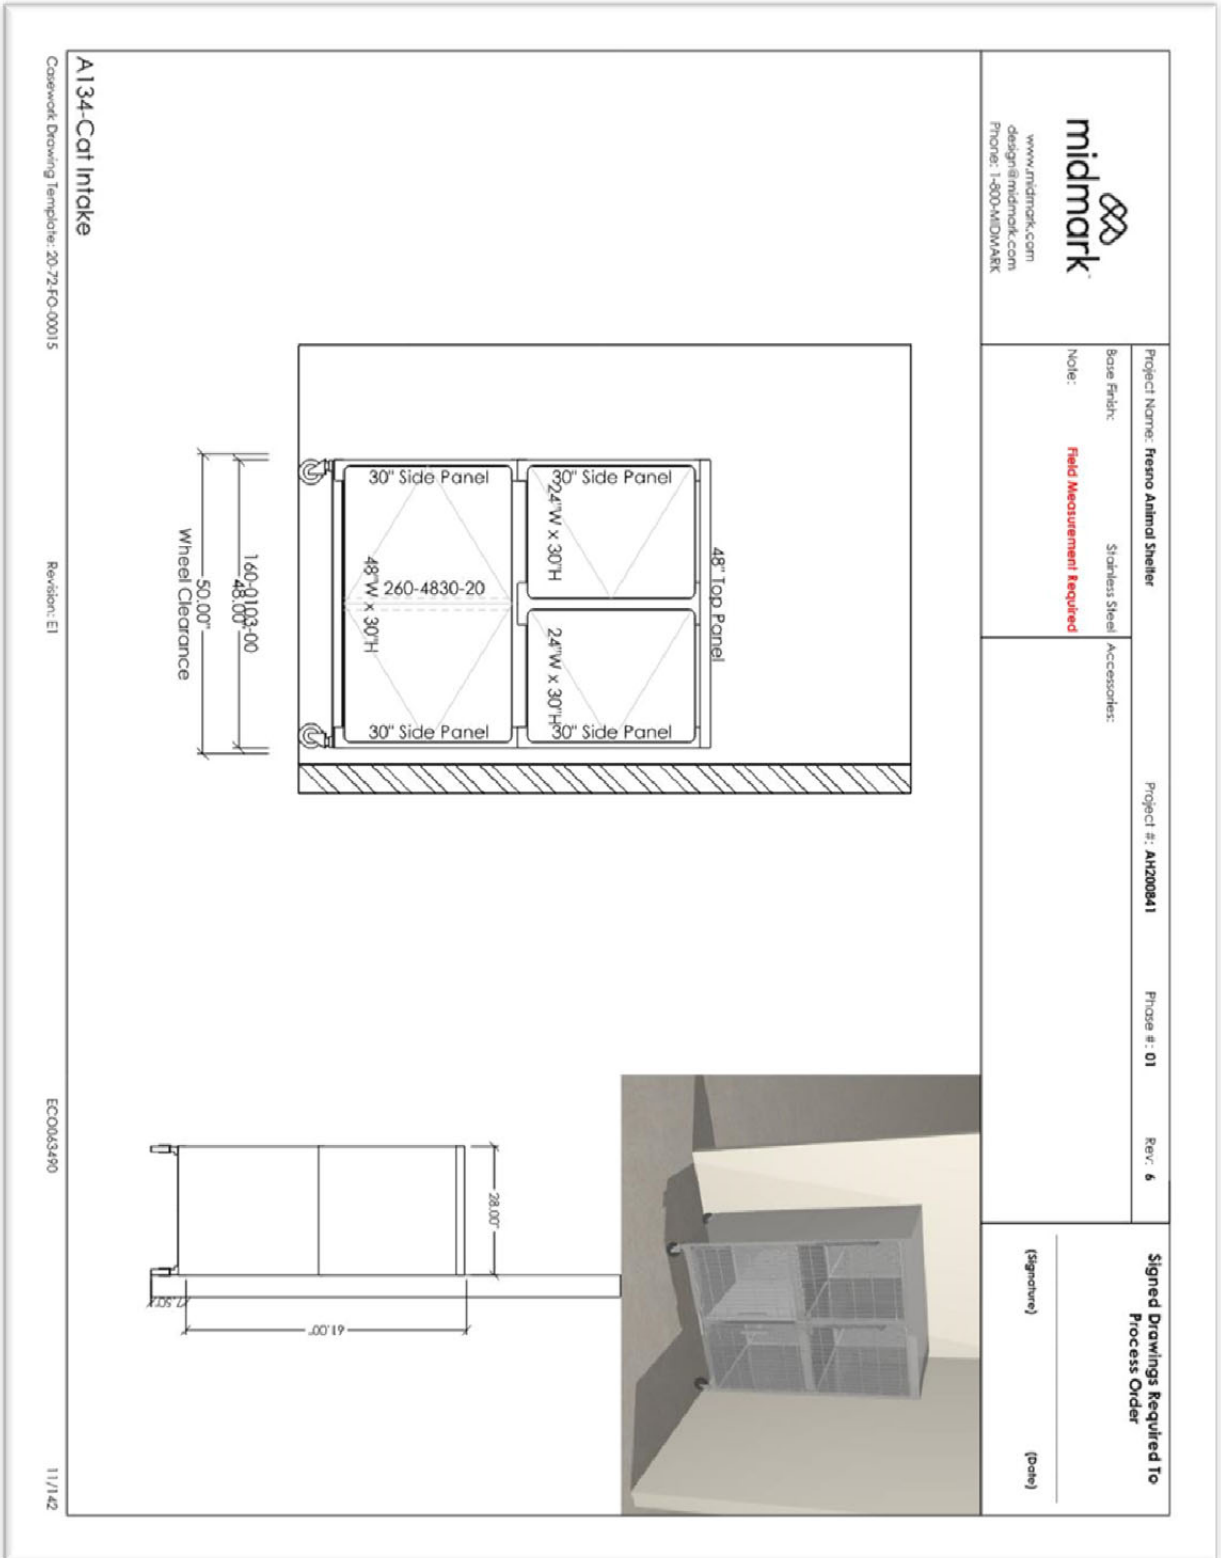 midmark
www.midmark.com
design@midmark.com
Phone: 1-800-MIDMARK
Project Name: Fresno Animal Shelter
Project #: AH200841
Phase #: 01
Rev: 6
Base Finish: Stainless Steel
Accessories:
Note: Field Measurement Required
Signed Drawings Required To
Process Order
(Signature)
(Date)
48" Top Panel
30" Side Panel
24"W x 30"H
24"W x 30"H
30" Side Panel
30" Side Panel
260-4830-20
48"W x 30"H
30" Side Panel
160-0103-00
48.00"
50.00"
Wheel Clearance
28.00"
61.00"
7.50"
A134-Cat Intake
Casework Drawing Template: 20-72-FO-00015
Revision: E1
ECO063490
11/142